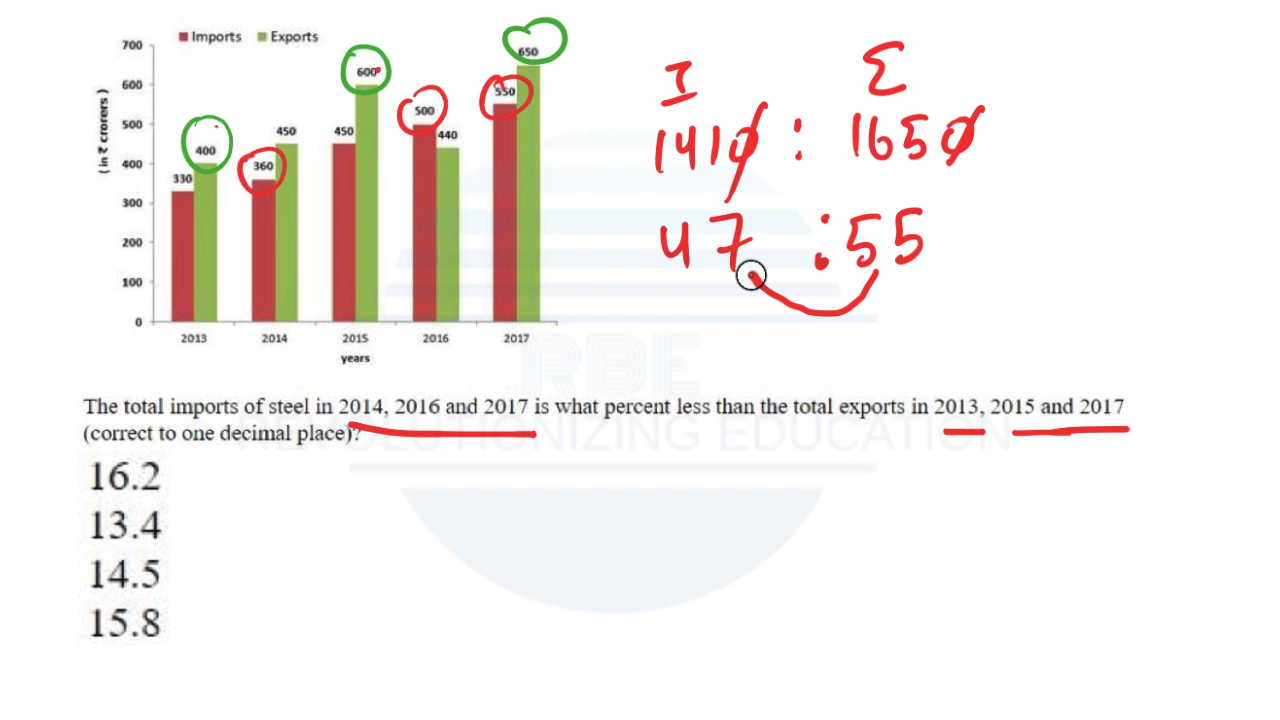 Imports Exports
700
600
500
400
300
200
100
0
( in ₹ crorers )
330 400 360 450 450 600 500 440 550 650
2013 2014 2015 2016 2017
years
I Σ
1410 : 1650
47 : 55
RBE
REVOLUTIONIZING EDUCATION
The total imports of steel in 2014, 2016 and 2017 is what percent less than the total exports in 2013, 2015 and 2017
(correct to one decimal place)?
16.2
13.4
14.5
15.8